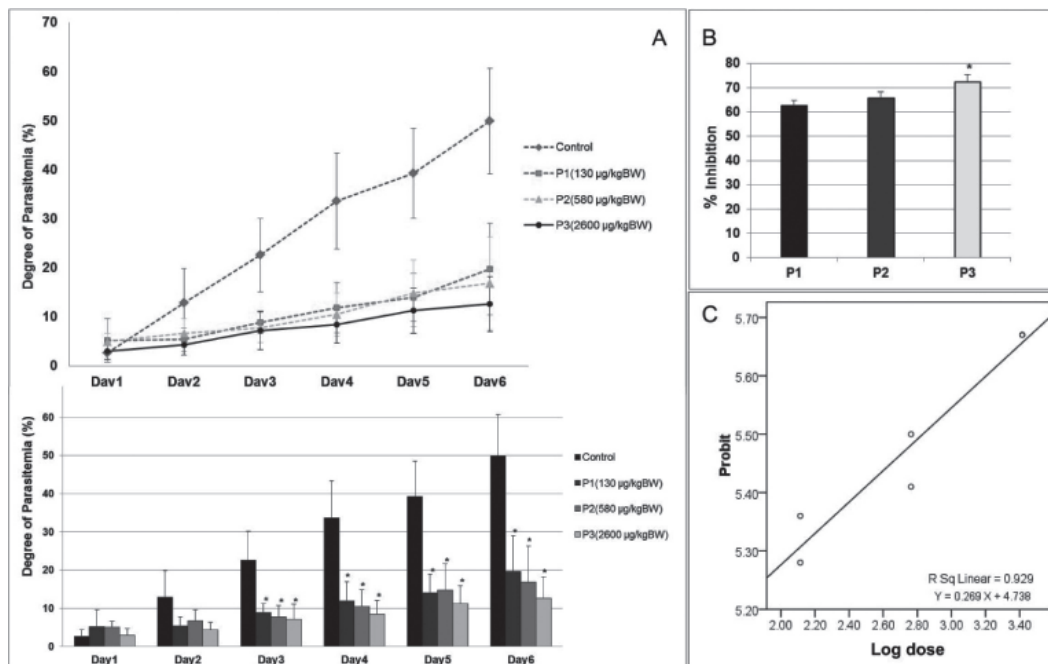 A
Degree of Parasitemia (%)
70
60
50
40
30
20
10
0
Day1 Day2 Day3 Day4 Day5 Day6
Control
P1(130 µg/kgBW)
P2(580 µg/kgBW)
P3(2600 µg/kgBW)
Degree of Parasitemia (%)
60
50
40
30
20
10
0
Day1 Day2 Day3 Day4 Day5 Day6
Control
P1(130 µg/kgBW)
P2(580 µg/kgBW)
P3(2600 µg/kgBW)
* * *
* * *
* * *
* * *
B
% Inhibition
80
70
60
50
40
30
20
10
0
*
P1 P2 P3
C
Probit
5.70
5.60
5.50
5.40
5.30
5.20
R Sq Linear = 0.929
Y = 0.269 X + 4.738
2.00 2.20 2.40 2.60 2.80 3.00 3.20 3.40
Log dose